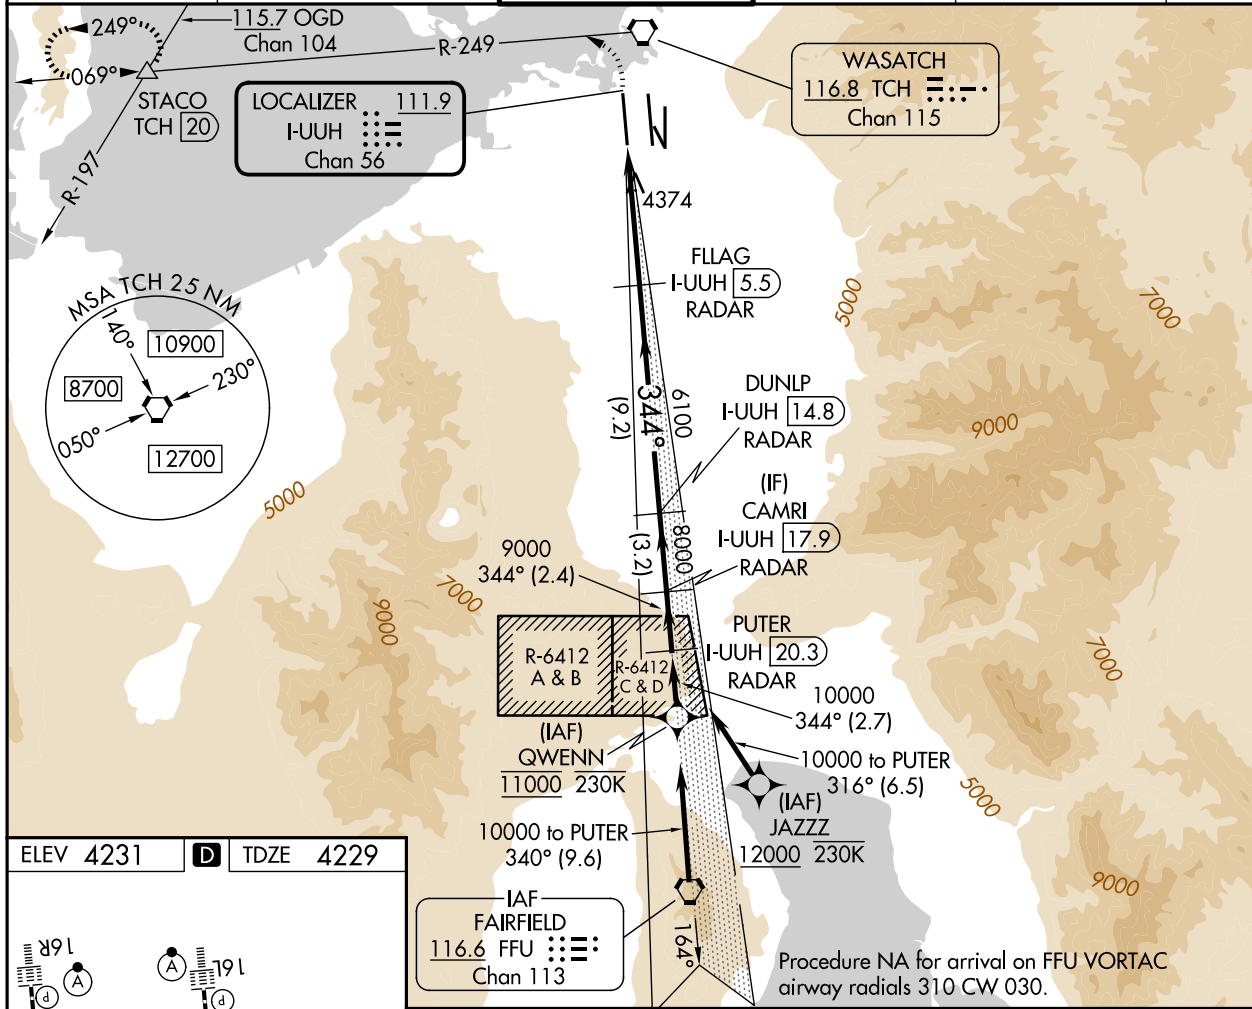 249°
069°
115.7 OGD
Chan 104
R-249
STACO
TCH 20
R-197
LOCALIZER 111.9
I-UUH
Chan 56
WASATCH
116.8 TCH
Chan 115
4374
FLLAG
I-UUH 5.5
RADAR
5000
7000
MSA TCH 25 NM
140°
10900
230°
8700
050°
12700
344°
6100
(9.2)
DUNLP
I-UUH 14.8
RADAR
9000
(IF)
CAMRI
I-UUH 17.9
RADAR
5000
8000
(3.2)
9000
344° (2.4)
7000
9000
PUTER
I-UUH 20.3
RADAR
7000
R-6412
A & B
R-6412
C & D
10000
344° (2.7)
(IAF)
QWENN
11000 230K
10000 to PUTER
316° (6.5)
5000
(IAF)
JAZZZ
12000 230K
10000 to PUTER
340° (9.6)
9000
ELEV 4231 D TDZE 4229
IAF
FAIRFIELD
116.6 FFU
Chan 113
164°
Procedure NA for arrival on FFU VORTAC
airway radials 310 CW 030.
16R
A
P
A
16L
P